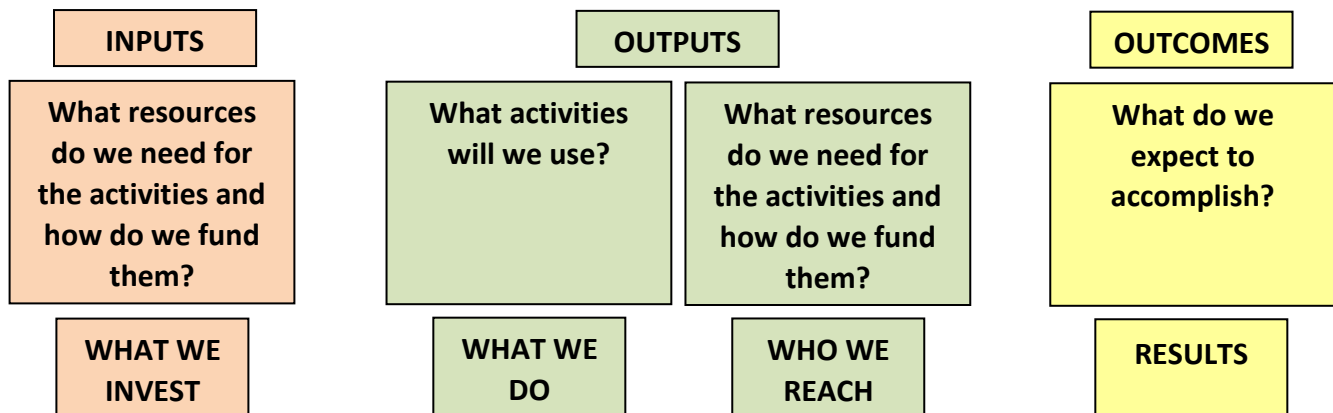 INPUTS
OUTPUTS
OUTCOMES
What resources
do we need for
the activities and
how do we fund
them?
What activities
will we use?
What resources
do we need for
the activities and
how do we fund
them?
What do we
expect to
accomplish?
WHAT WE
INVEST
WHAT WE
DO
WHO WE
REACH
RESULTS